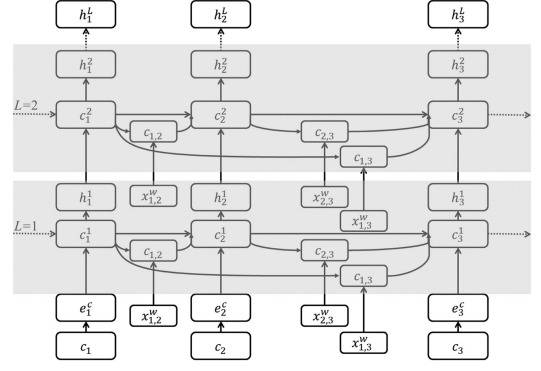 h_1^L h_2^L h_3^L
h_1^2 h_2^2 h_3^2
L=2 c_1^2 c_2^2 c_3^2
c_{1,2} c_{2,3}
c_{1,3}
x_{1,2}^w x_{2,3}^w
h_1^1 h_2^1 h_3^1
x_{1,3}^w
L=1 c_1^1 c_2^1 c_3^1
c_{1,2} c_{2,3}
c_{1,3}
e_1^c e_2^c e_3^c
x_{1,2}^w x_{2,3}^w
c_1 c_2 x_{1,3}^w c_3